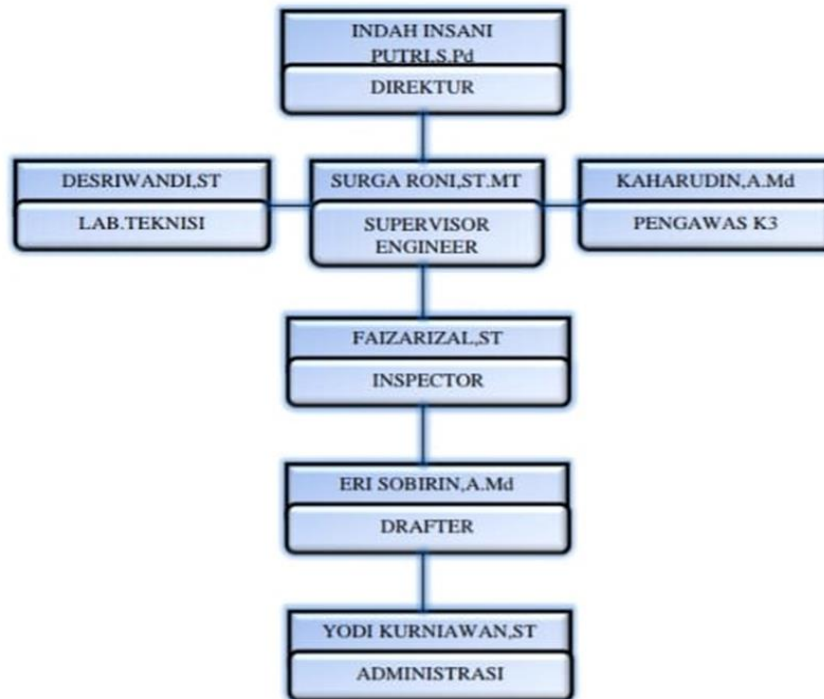 INDAH INSANI
PUTRI.S.Pd
DIREKTUR
DESRIWANDI,ST
LAB.TEKNISI
SURGA RONI,ST.MT
SUPERVISOR
ENGINEER
KAHARUDIN,A.Md
PENGAWAS K3
FAIZARIZAL,ST
INSPECTOR
ERI SOBIRIN,A.Md
DRAFTER
YODI KURNIAWAN,ST
ADMINISTRASI